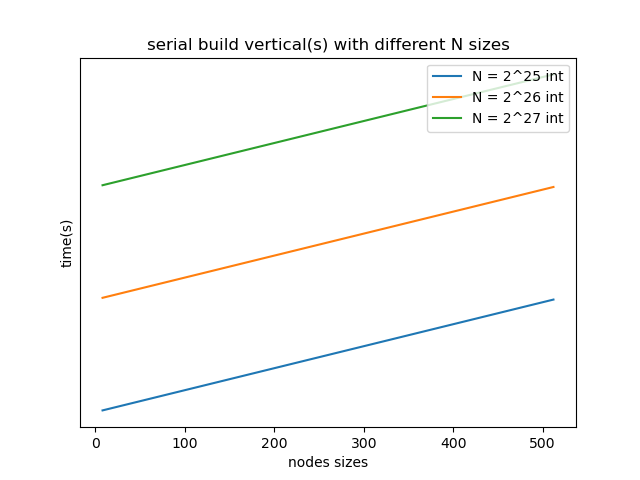 serial build vertical(s) with different N sizes
N = 2^25 int
N = 2^26 int
N = 2^27 int
time(s)
0 100 200 300 400 500
nodes sizes